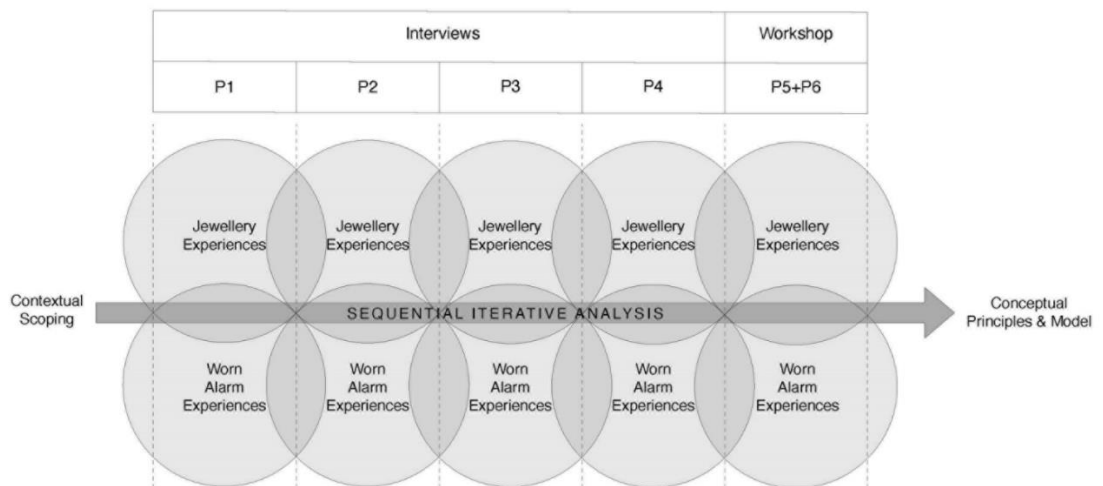 Interviews
Workshop
P1
P2
P3
P4
P5+P6
Jewellery
Experiences
Jewellery
Experiences
Jewellery
Experiences
Jewellery
Experiences
Jewellery
Experiences
Contextual
Scoping
SEQUENTIAL ITERATIVE ANALYSIS
Conceptual
Principles & Model
Worn
Alarm
Experiences
Worn
Alarm
Experiences
Worn
Alarm
Experiences
Worn
Alarm
Experiences
Worn
Alarm
Experiences